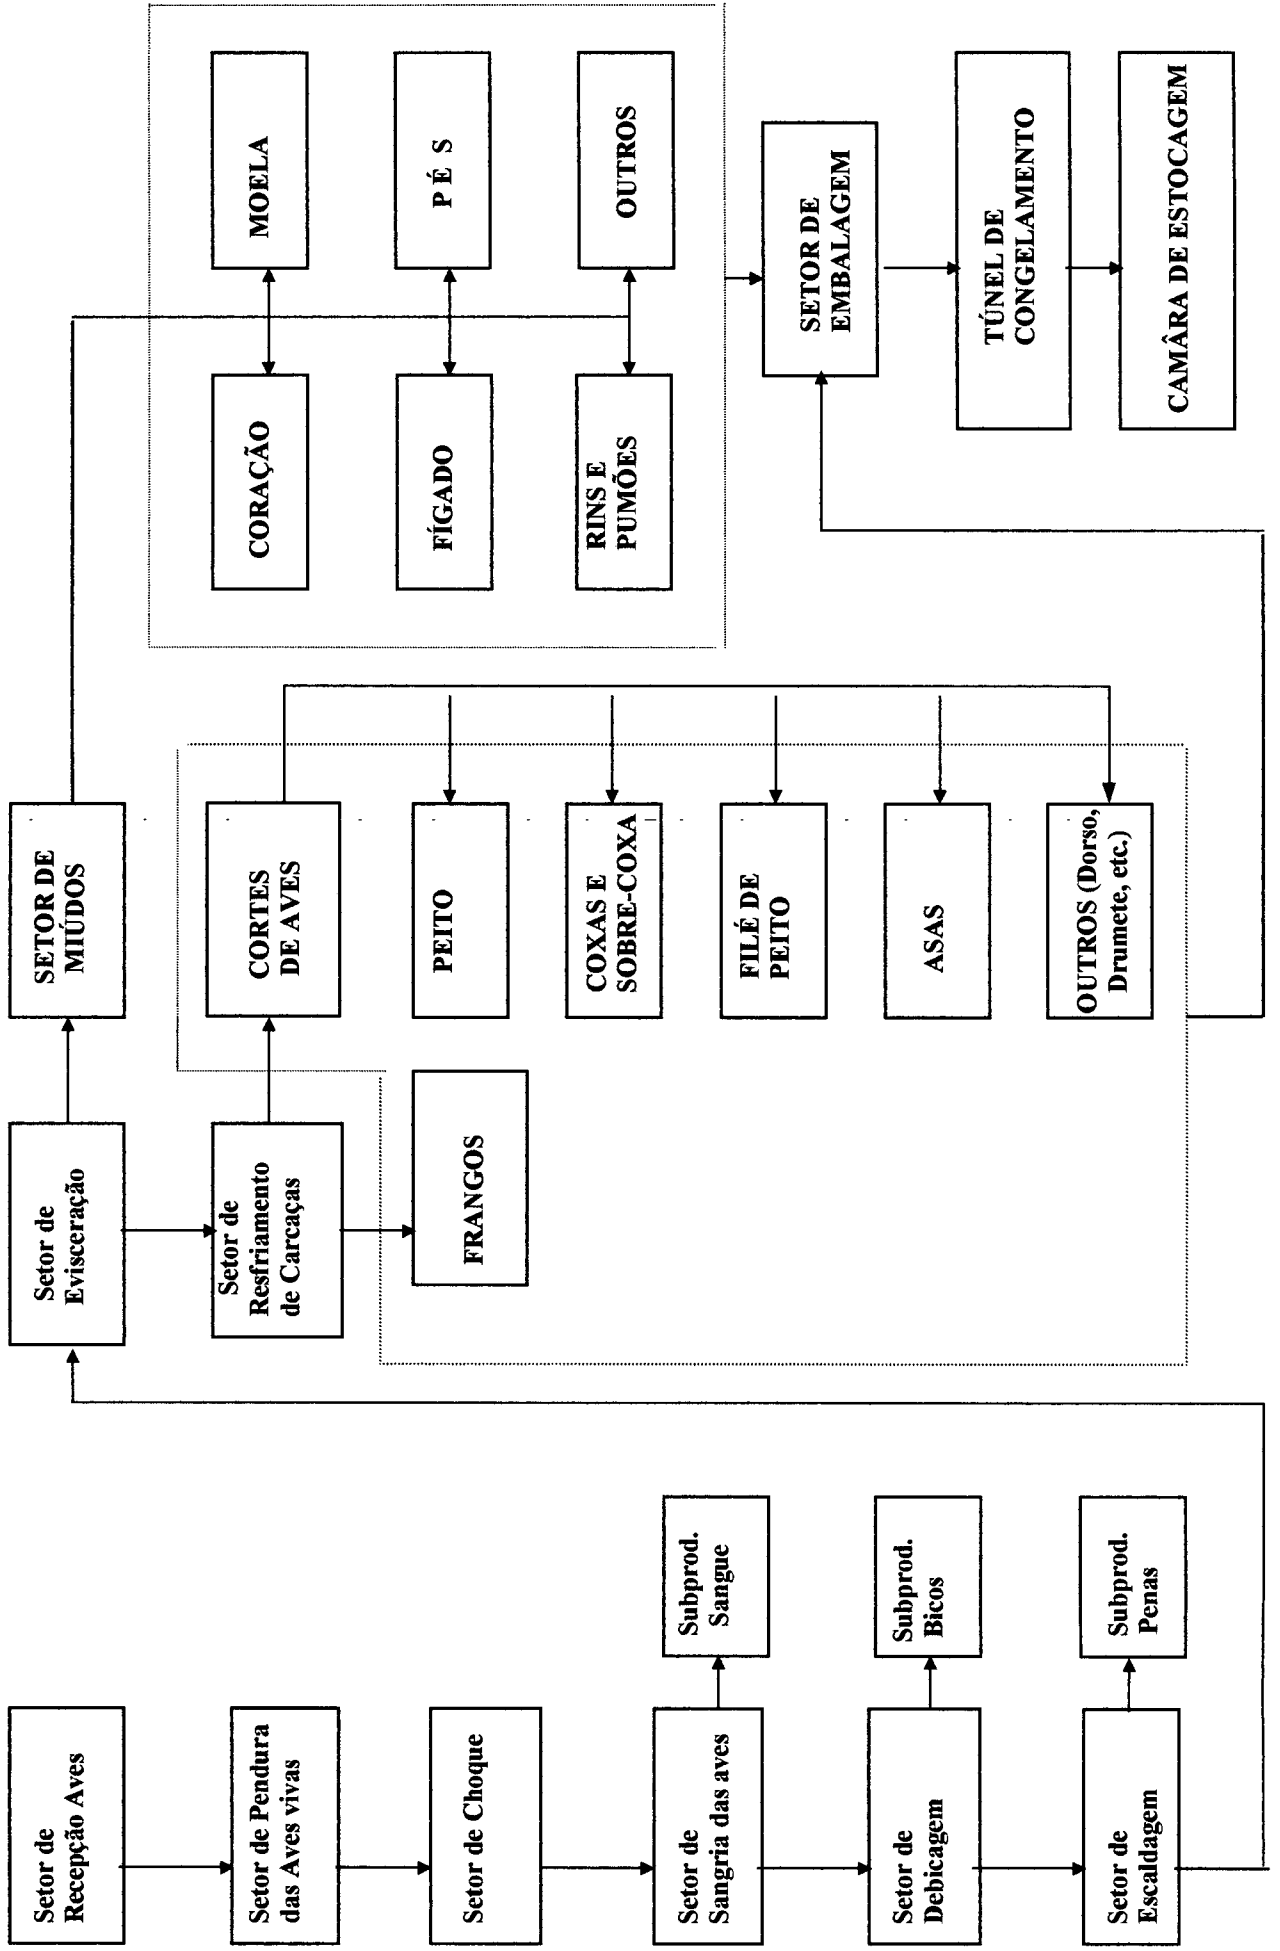 Setor de
Recepção Aves
Setor de Pendura
das Aves vivas
Setor de Choque
Setor de
Sangria das aves
Subprod.
Sangue
Setor de
Debicagem
Subprod.
Bicos
Setor de
Escaldagem
Subprod.
Penas
Setor de
Evisceração
Setor de
Resfriamento
de Carcaças
FRANGOS
SETOR DE
MIÚDOS
CORTES
DE AVES
PEITO
COXAS E
SOBRE-COXA
FILÉ DE
PEITO
ASAS
OUTROS (Dorso,
Drumete, etc.)
CORAÇÃO
MOELA
FÍGADO
P É S
RINS E
PUMÕES
OUTROS
SETOR DE
EMBALAGEM
TÚNEL DE
CONGELAMENTO
CAMÂRA DE ESTOCAGEM